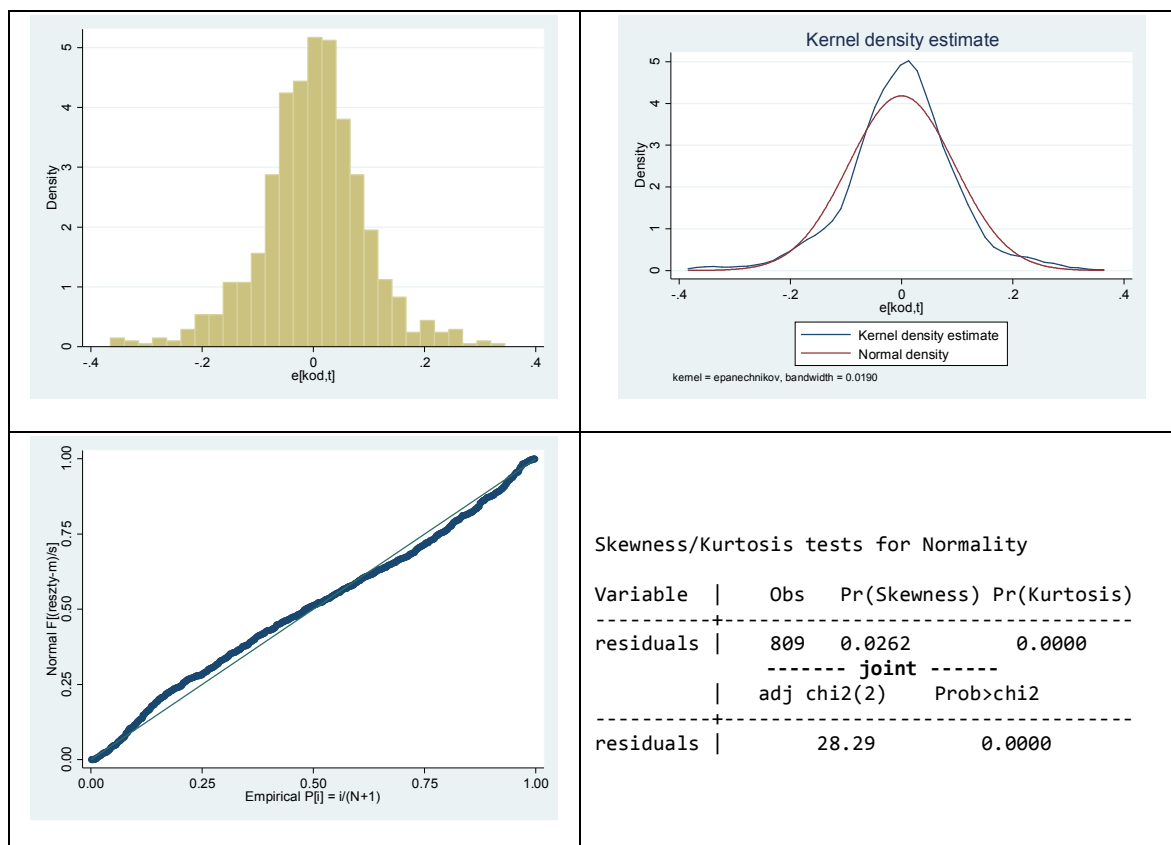 5
4
3
2
1
0
Density
-.4 -.2 0 .2 .4
e[kod,t]
Kernel density estimate
5
4
3
2
1
0
Density
-.4 -.2 0 .2 .4
e[kod,t]
Kernel density estimate
Normal density
kernel = epanechnikov, bandwidth = 0.0190
1.00
0.75
0.50
0.25
0.00
Normal F[(reszty-m)/s]
0.00 0.25 0.50 0.75 1.00
Empirical P[i] = i/(N+1)
Skewness/Kurtosis tests for Normality
Variable | Obs Pr(Skewness) Pr(Kurtosis)
----------+-----------------------------------
residuals | 809 0.0262 0.0000
------- joint ------
| adj chi2(2) Prob>chi2
----------+-----------------------------------
residuals | 28.29 0.0000